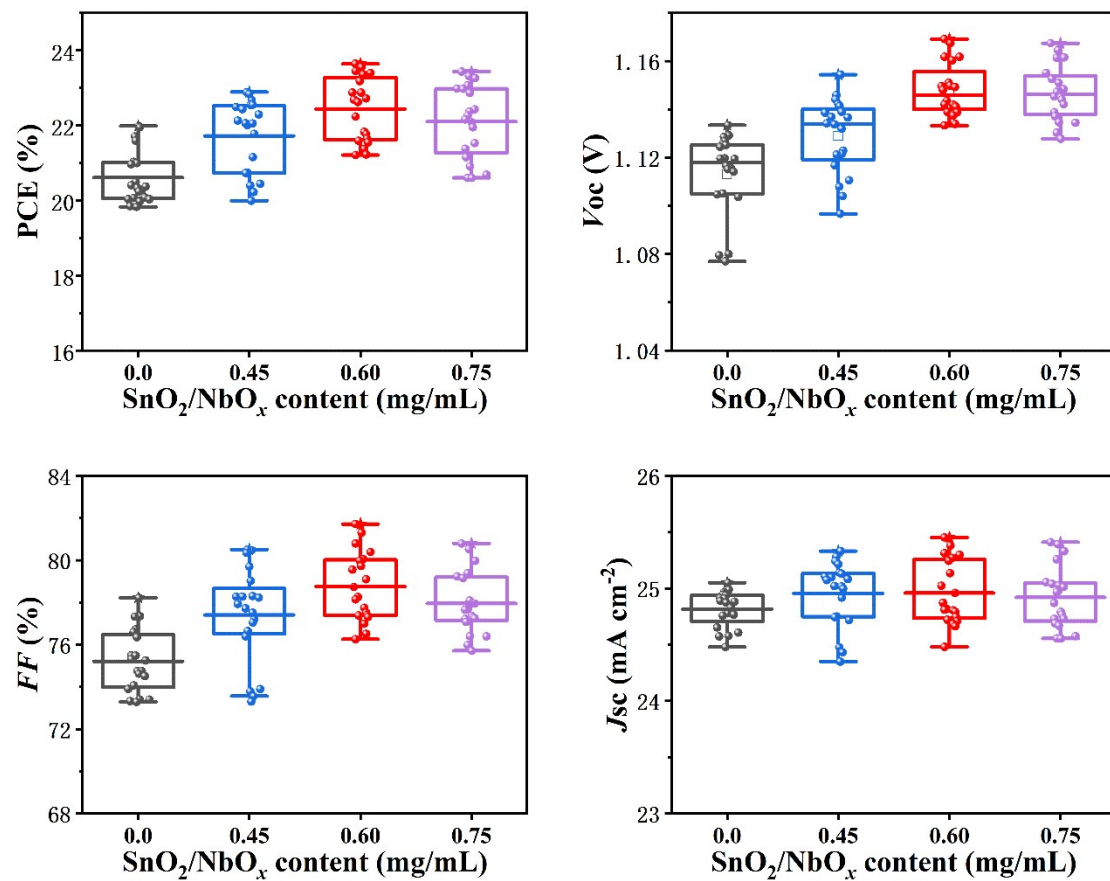 PCE (%)
24
22
20
18
16
0.0 0.45 0.60 0.75
SnO₂/NbOₓ content (mg/mL)
Voc (V)
1. 16
1. 12
1. 08
1. 04
0.0 0.45 0.60 0.75
SnO₂/NbOₓ content (mg/mL)
FF (%)
84
80
76
72
68
0.0 0.45 0.60 0.75
SnO₂/NbOₓ content (mg/mL)
Jsc (mA cm⁻²)
26
25
24
23
0.0 0.45 0.60 0.75
SnO₂/NbOₓ content (mg/mL)